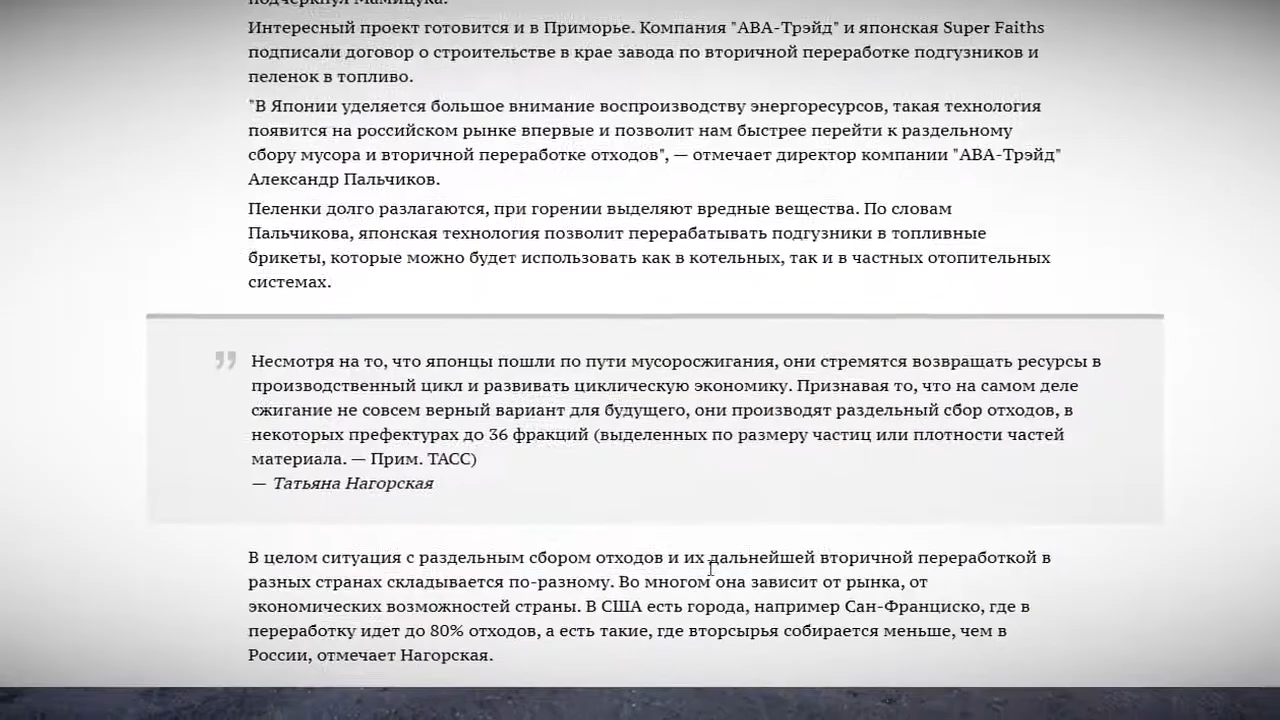 подчеркнул Мамицука.
Интересный проект готовится и в Приморье. Компания "АВА-Трэйд" и японская Super Faiths
подписали договор о строительстве в крае завода по вторичной переработке подгузников и
пеленок в топливо.
"В Японии уделяется большое внимание воспроизводству энергоресурсов, такая технология
появится на российском рынке впервые и позволит нам быстрее перейти к раздельному
сбору мусора и вторичной переработке отходов", — отмечает директор компании "АВА-Трэйд"
Александр Пальчиков.
Пеленки долго разлагаются, при горении выделяют вредные вещества. По словам
Пальчикова, японская технология позволит перерабатывать подгузники в топливные
брикеты, которые можно будет использовать как в котельных, так и в частных отопительных
системах.
Несмотря на то, что японцы пошли по пути мусоросжигания, они стремятся возвращать ресурсы в
производственный цикл и развивать циклическую экономику. Признавая то, что на самом деле
сжигание не совсем верный вариант для будущего, они производят раздельный сбор отходов, в
некоторых префектурах до 36 фракций (выделенных по размеру частиц или плотности частей
материала. — Прим. ТАСС)
— Татьяна Нагорская
В целом ситуация с раздельным сбором отходов и их дальнейшей вторичной переработкой в
разных странах складывается по-разному. Во многом она зависит от рынка, от
экономических возможностей страны. В США есть города, например Сан-Франциско, где в
переработку идет до 80% отходов, а есть такие, где вторсырья собирается меньше, чем в
России, отмечает Нагорская.